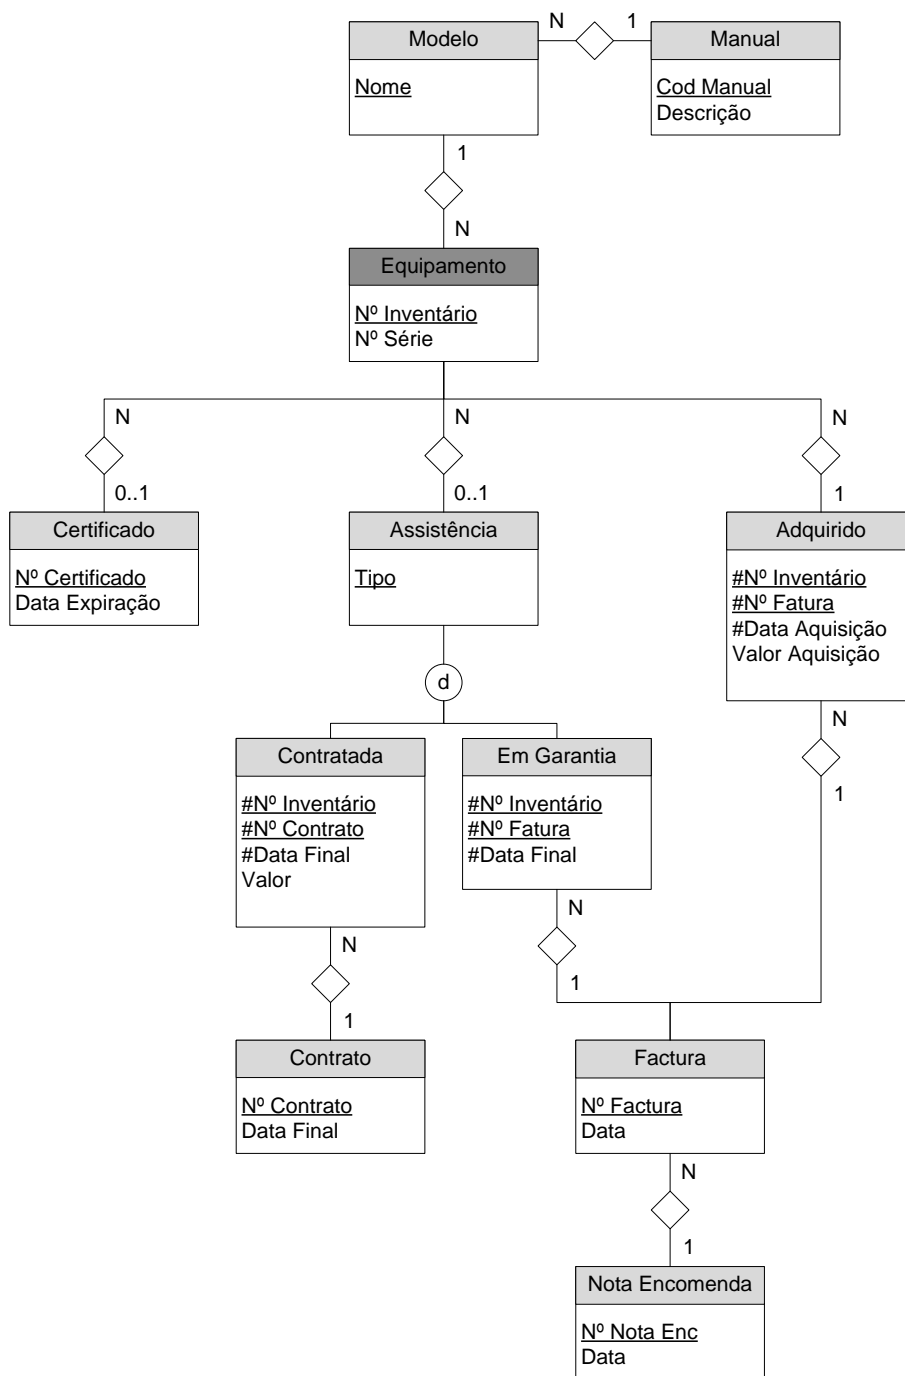 Modelo
N
1
Manual
Nome
Cod Manual
Descrição
1
N
Equipamento
Nº Inventário
Nº Série
N
N
N
0..1
0..1
1
Certificado
Nº Certificado
Data Expiração
Assistência
Tipo
Adquirido
#Nº Inventário
#Nº Fatura
#Data Aquisição
Valor Aquisição
d
N
1
Contratada
#Nº Inventário
#Nº Contrato
#Data Final
Valor
Em Garantia
#Nº Inventário
#Nº Fatura
#Data Final
N
1
N
1
Contrato
Nº Contrato
Data Final
Factura
Nº Factura
Data
N
1
Nota Encomenda
Nº Nota Enc
Data